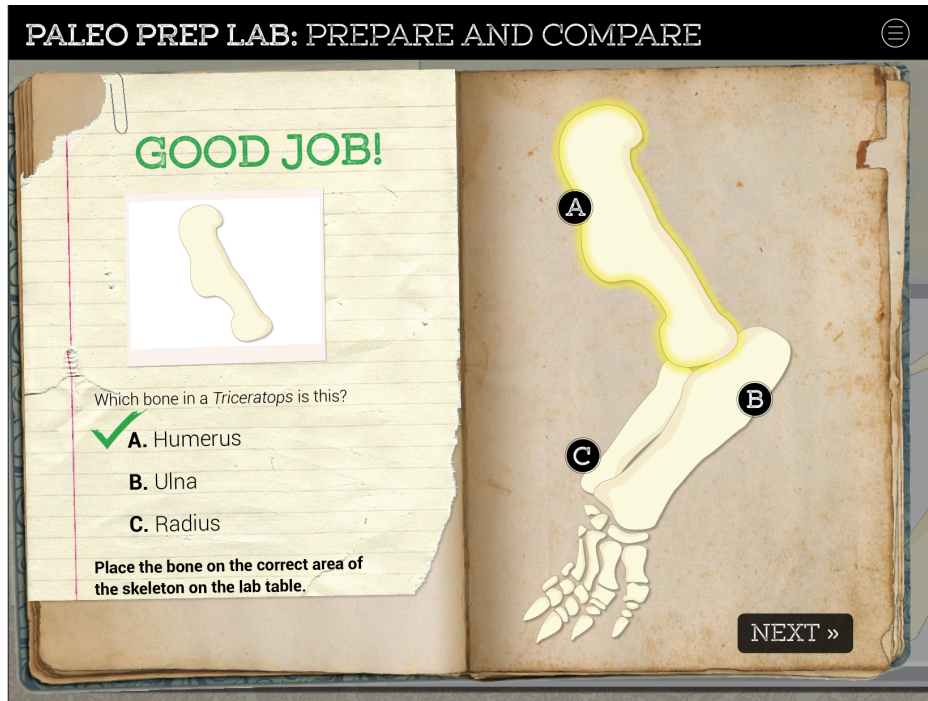 PALEO PREP LAB: PREPARE AND COMPARE
GOOD JOB!
Which bone in a Triceratops is this?
A. Humerus
B. Ulna
C. Radius
Place the bone on the correct area of
the skeleton on the lab table.
A
B
C
NEXT »